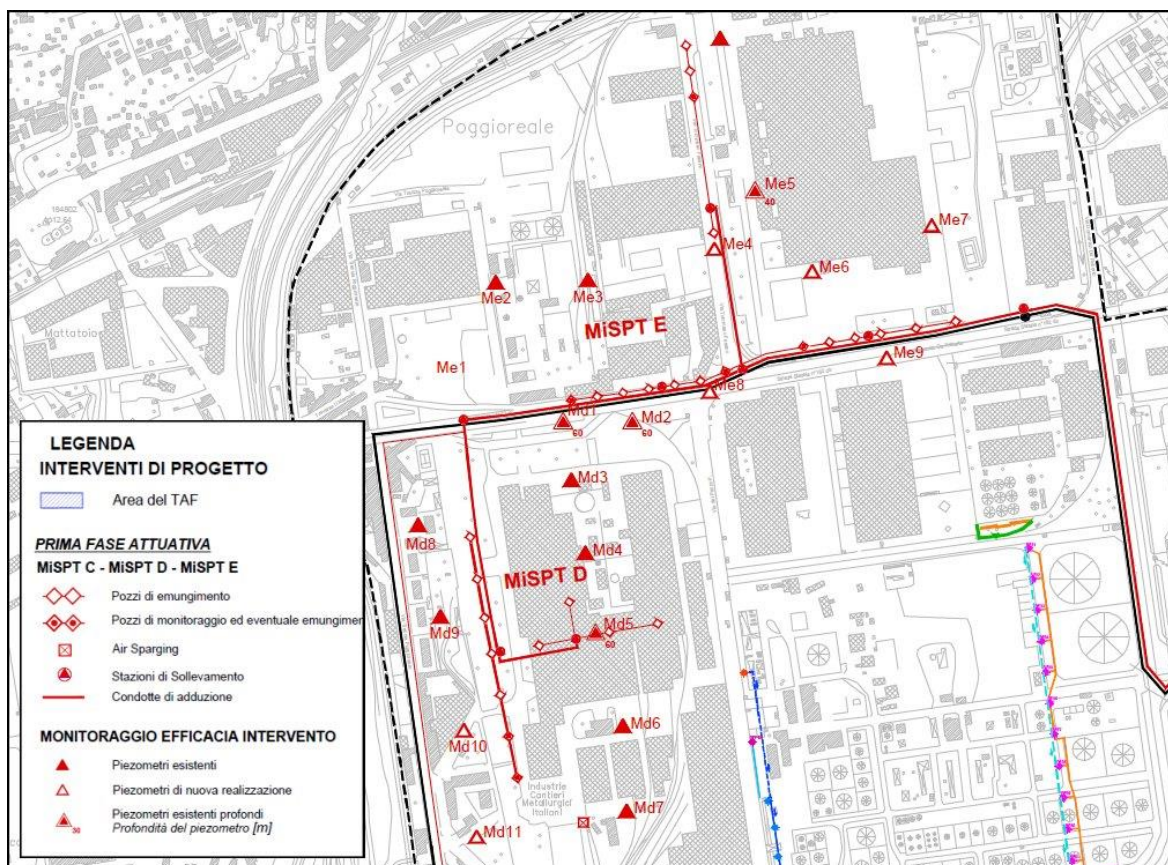 Poggioreale
Me5
40
Me7
Me4
Me6
Me2
Me3
MiSPT E
Mattatoio
Me1
Me9
Me8
Md1
60
Md2
60
Md3
Md8
Md4
MiSPT D
Md9
Md5
60
Md10
Md6
Industrie
Cantieri
Metallurgici
Italiani
Md7
Md11
LEGENDA
INTERVENTI DI PROGETTO
Area del TAF
PRIMA FASE ATTUATIVA
MiSPT C - MiSPT D - MiSPT E
Pozzi di emungimento
Pozzi di monitoraggio ed eventuale emungimer
Air Sparging
Stazioni di Sollevamento
Condotte di adduzione
MONITORAGGIO EFFICACIA INTERVENTO
Piezometri esistenti
Piezometri di nuova realizzazione
Piezometri esistenti profondi
30
Profondità del piezometro [m]